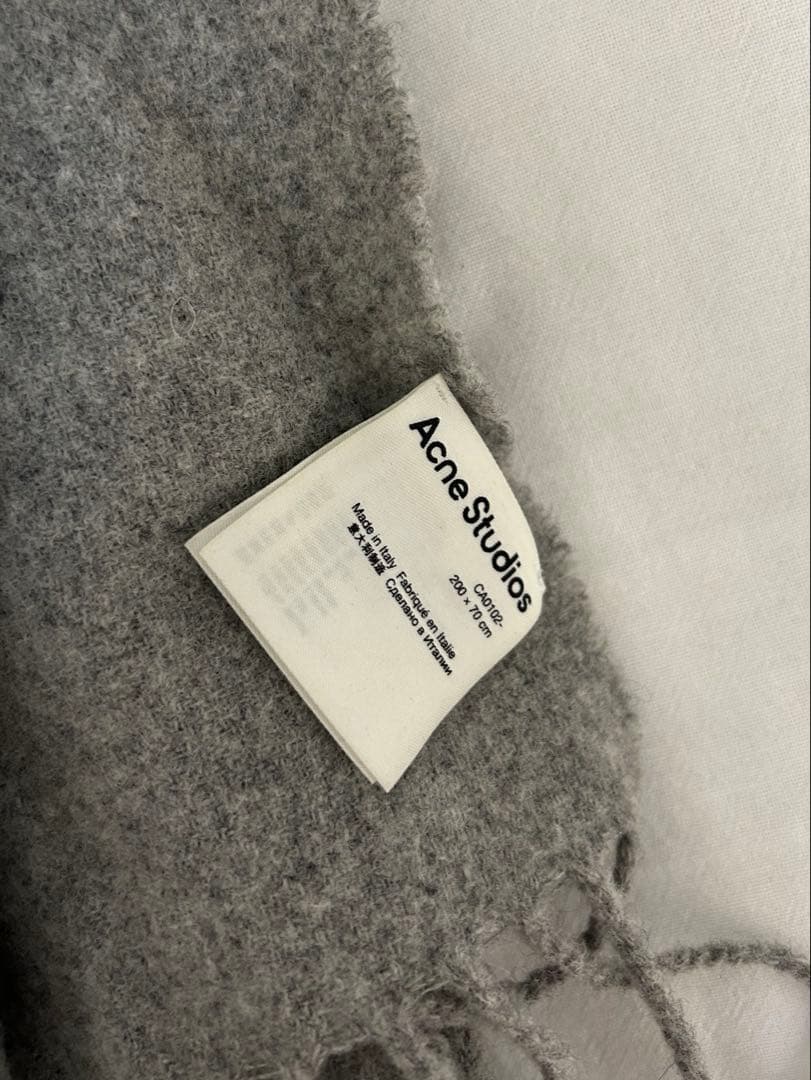 Acne Studios
CA0102-
200 x 70 cm
Made in Italy Fabriqué en Italie
意大利制造 Сделано в Италии